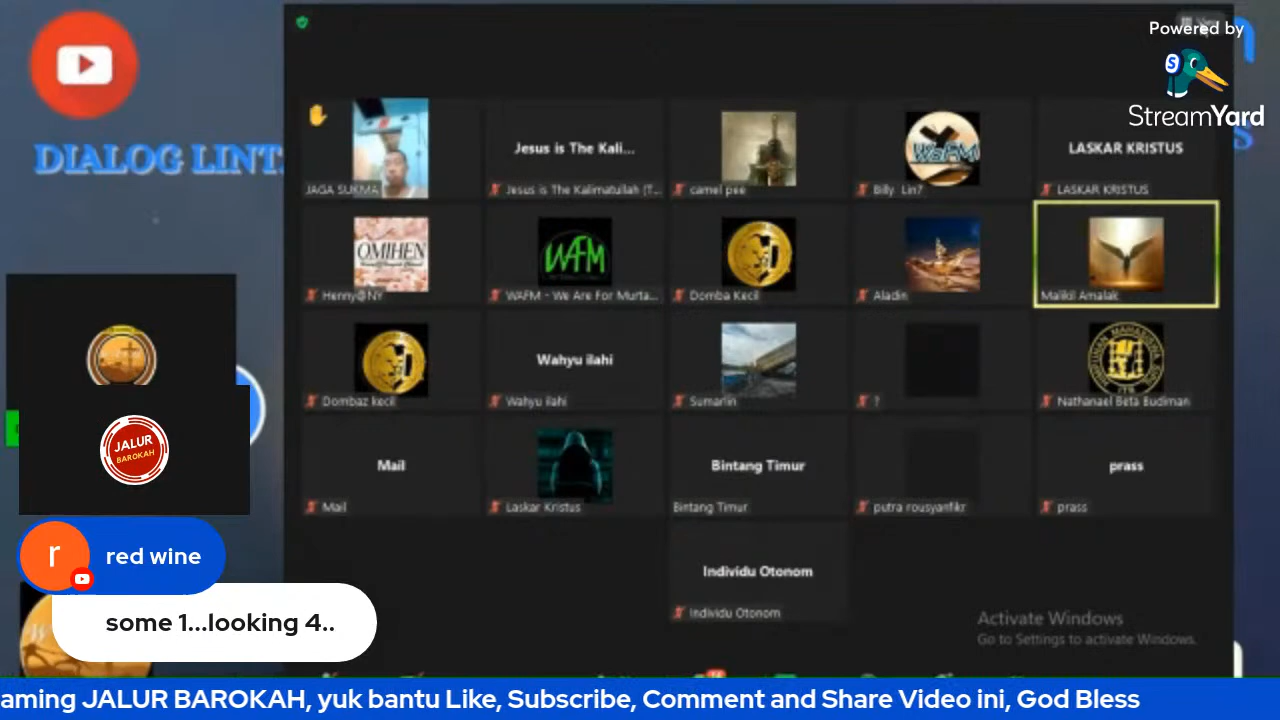 Powered by
StreamYard
DIALOG LINT
JAGA SUKMA
Jesus is The Kali...
Jesus is The Kalimatullah (T...
camel pee
WaFM
Billy Lin7
LASKAR KRISTUS
LASKAR KRISTUS
OMIHEN
Henny@NY
WAFM
WAFM - We Are For Murta...
Domba Kecil
Aladin
Malikil Amalak
Dombaz kecil
Wahyu ilahi
Wahyu ilahi
Sumarlin
?
Nathanael Beta Budiman
Mail
Mail
Laskar Kristus
Bintang Timur
Bintang Timur
putra rousyanfikr
prass
prass
Individu Otonom
Individu Otonom
JALUR
BAROKAH
r
red wine
some 1...looking 4..
Activate Windows
Go to Settings to activate Windows.
aming JALUR BAROKAH, yuk bantu Like, Subscribe, Comment and Share Video ini, God Bless